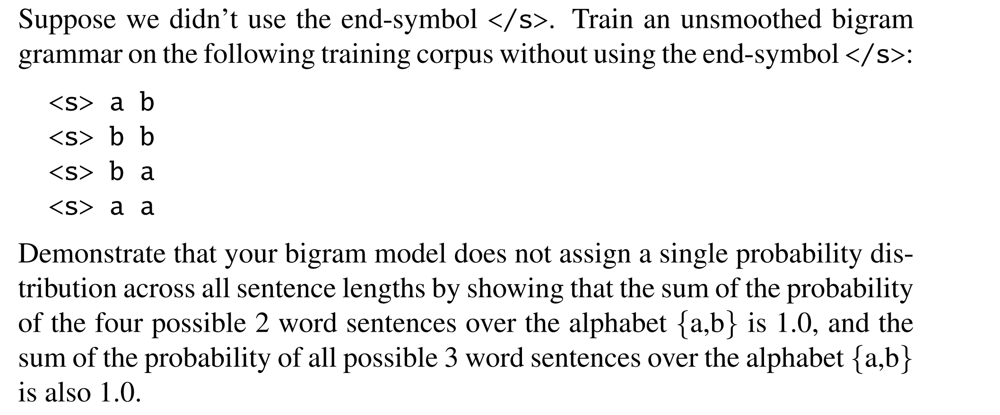 Suppose we didn’t use the end-symbol </s>. Train an unsmoothed bigram
grammar on the following training corpus without using the end-symbol </s>:
<s> a b
<s> b b
<s> b a
<s> a a
Demonstrate that your bigram model does not assign a single probability dis-
tribution across all sentence lengths by showing that the sum of the probability
of the four possible 2 word sentences over the alphabet {a,b} is 1.0, and the
sum of the probability of all possible 3 word sentences over the alphabet {a,b}
is also 1.0.